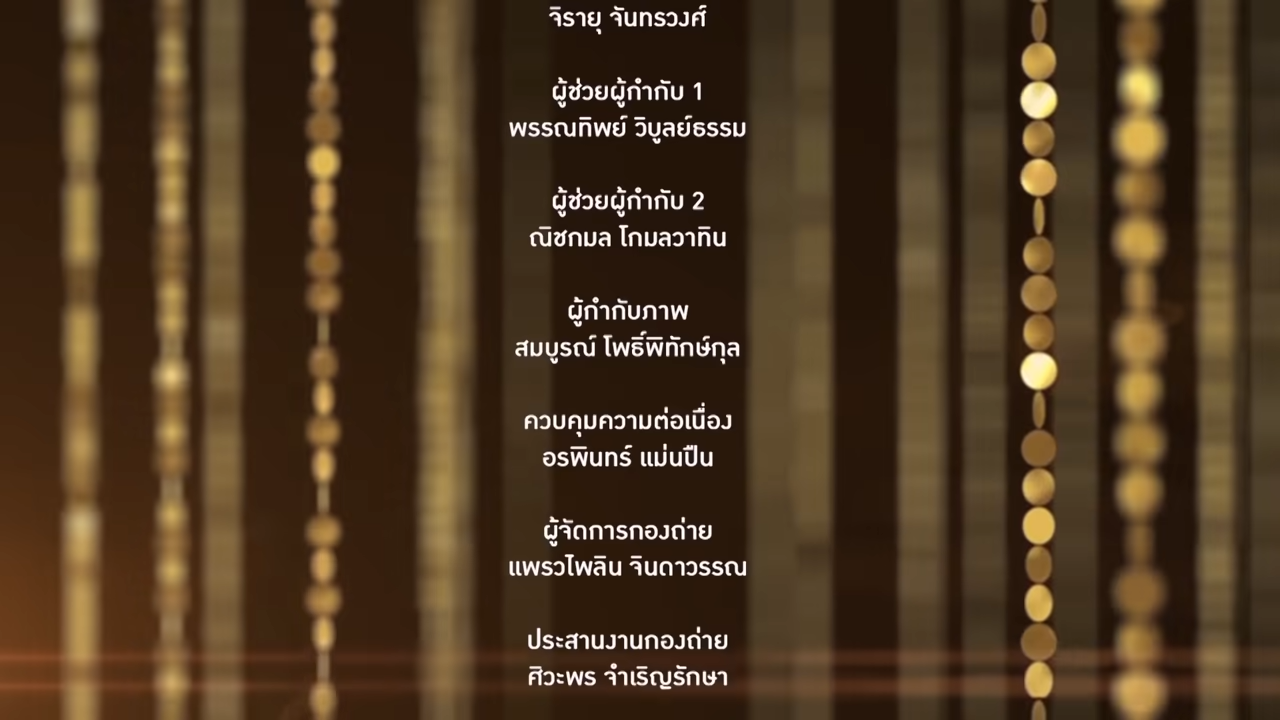 จิรายุ จันทรวงศ์
ผู้ช่วยผู้กำกับ 1
พรรณทิพย์ วิบูลย์ธรรม
ผู้ช่วยผู้กำกับ 2
ณิชกมล โกมลวาทิน
ผู้กำกับภาพ
สมบูรณ์ โพธิ์พิทักษ์กุล
ควบคุมความต่อเนื่อง
อรพินทร์ แม่นปืน
ผู้จัดการกองถ่าย
แพรวไพลิน จินดาวรรณ
ประสานงานกองถ่าย
ศิวะพร จำเริญรักษา